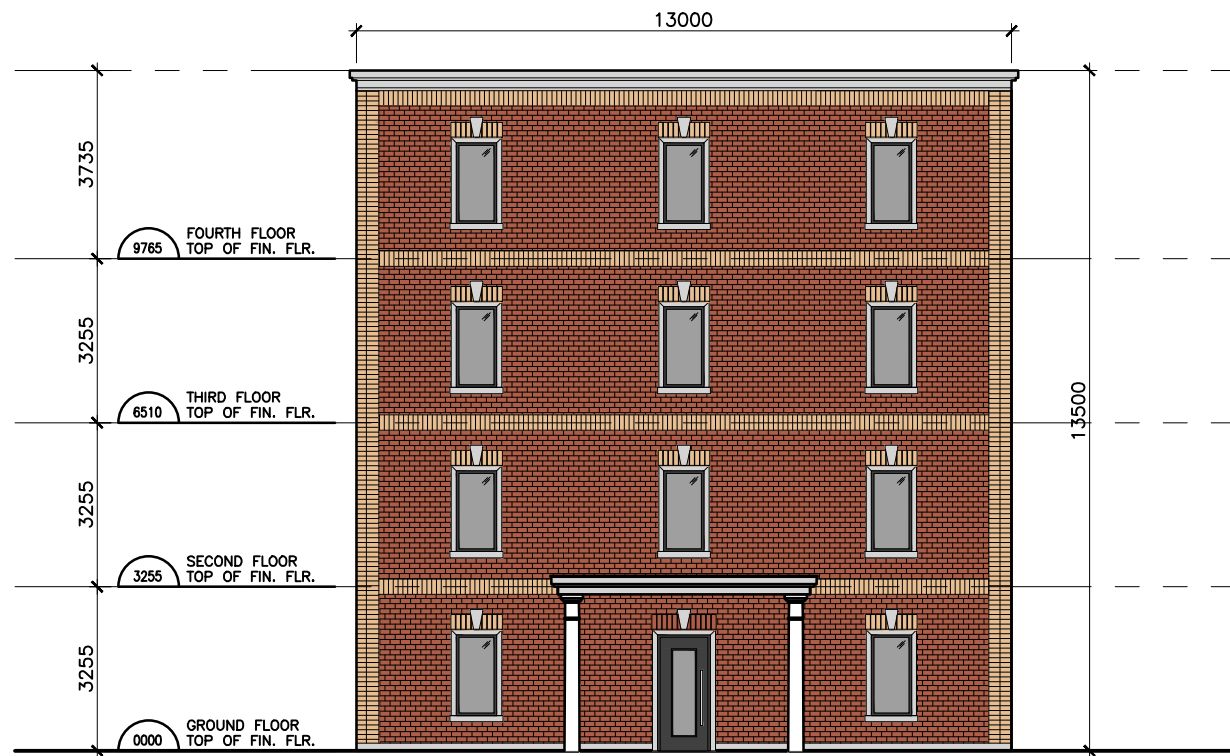 13000
3735
FOURTH FLOOR
9765 TOP OF FIN. FLR.
3255
THIRD FLOOR
6510 TOP OF FIN. FLR.
13500
3255
SECOND FLOOR
3255 TOP OF FIN. FLR.
3255
GROUND FLOOR
0000 TOP OF FIN. FLR.